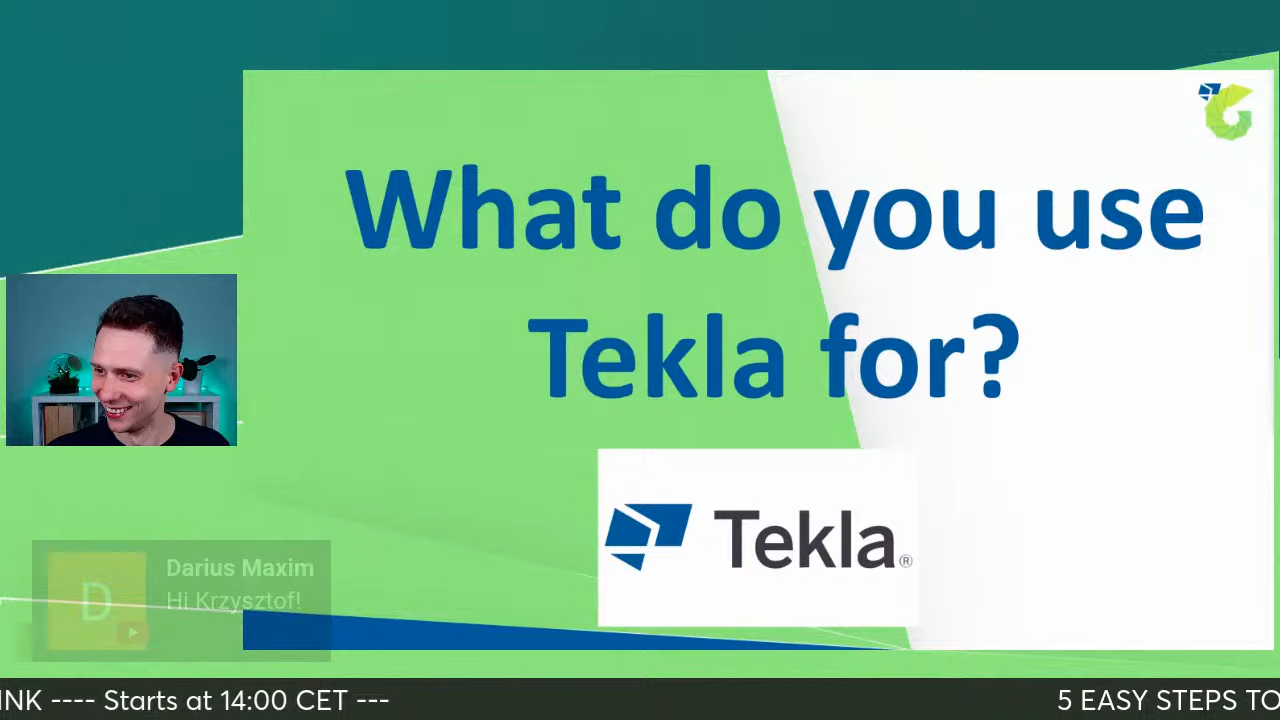 What do you use
Tekla for?
Tekla®
D
Darius Maxim
Hi Krzysztof!
INK ---- Starts at 14:00 CET ---
5 EASY STEPS TO